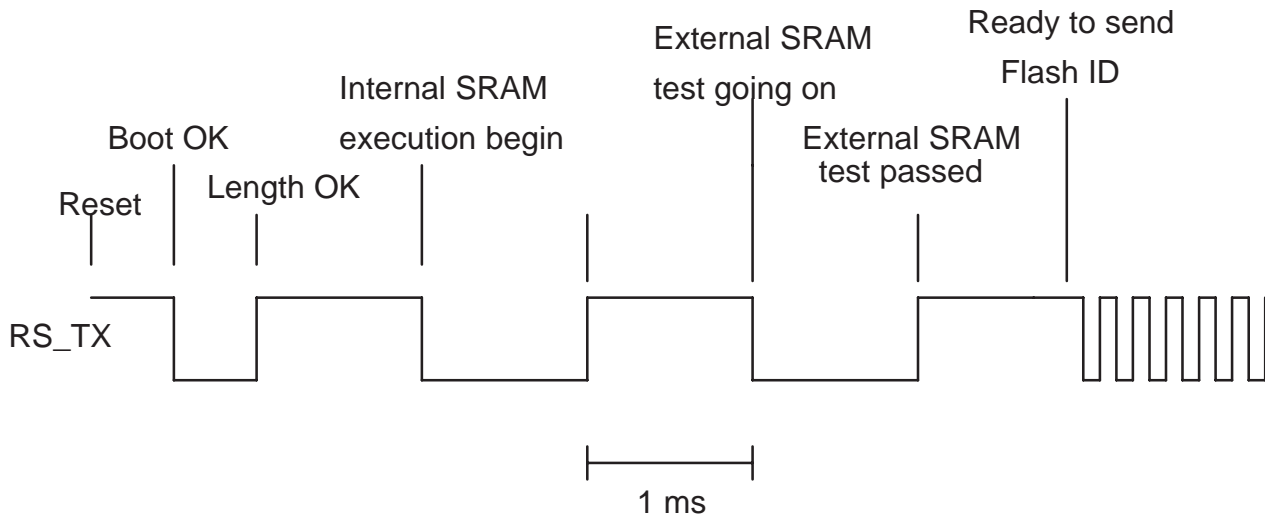 Ready to send
Flash ID
External SRAM
test going on
Internal SRAM
execution begin
External SRAM
test passed
Boot OK
Length OK
Reset
RS_TX
1 ms